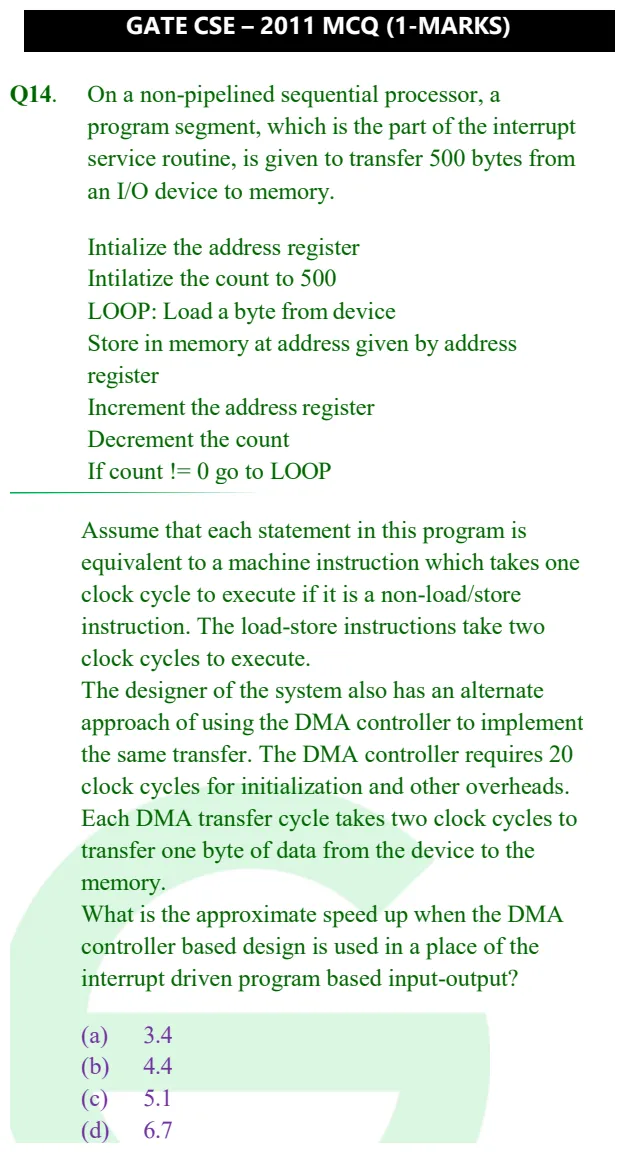 GATE CSE – 2011 MCQ (1-MARKS)
Q14. On a non-pipelined sequential processor, a
program segment, which is the part of the interrupt
service routine, is given to transfer 500 bytes from
an I/O device to memory.
Intialize the address register
Intilatize the count to 500
LOOP: Load a byte from device
Store in memory at address given by address
register
Increment the address register
Decrement the count
If count != 0 go to LOOP
Assume that each statement in this program is
equivalent to a machine instruction which takes one
clock cycle to execute if it is a non-load/store
instruction. The load-store instructions take two
clock cycles to execute.
The designer of the system also has an alternate
approach of using the DMA controller to implement
the same transfer. The DMA controller requires 20
clock cycles for initialization and other overheads.
Each DMA transfer cycle takes two clock cycles to
transfer one byte of data from the device to the
memory.
What is the approximate speed up when the DMA
controller based design is used in a place of the
interrupt driven program based input-output?
(a) 3.4
(b) 4.4
(c) 5.1
(d) 6.7